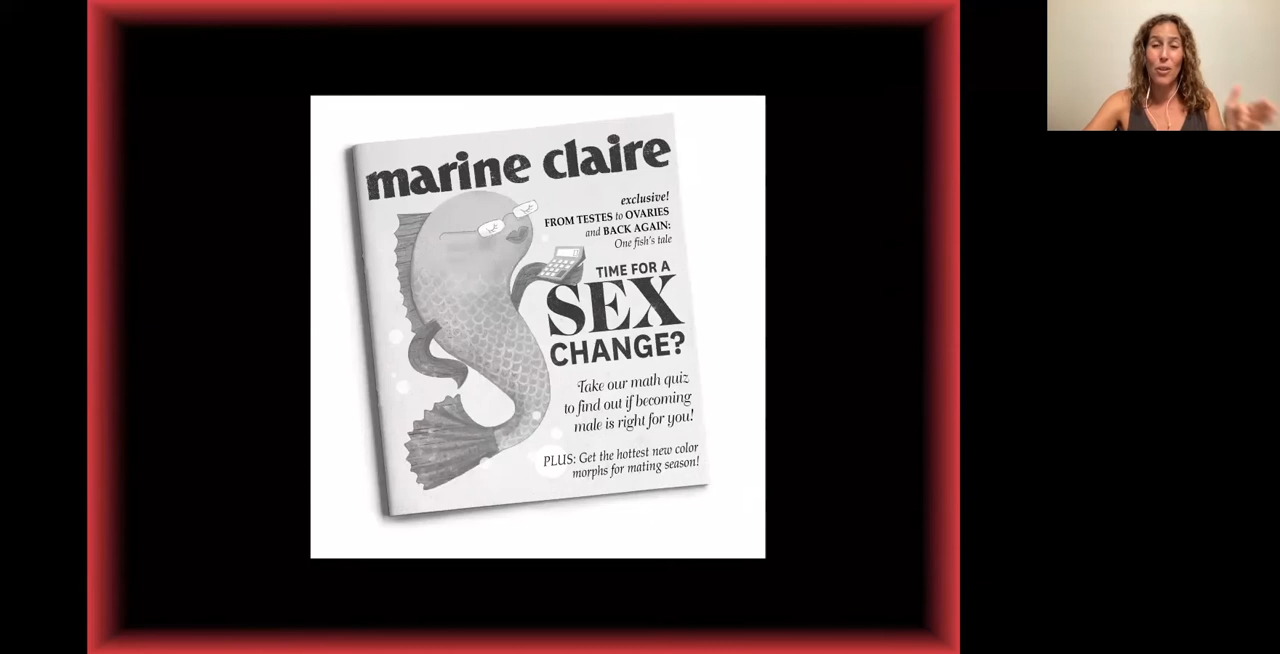 marine claire
exclusive!
FROM TESTES to OVARIES
and BACK AGAIN:
One fish's tale
TIME FOR A
SEX
CHANGE?
Take our math quiz
to find out if becoming
male is right for you!
PLUS: Get the hottest new color
morphs for mating season!